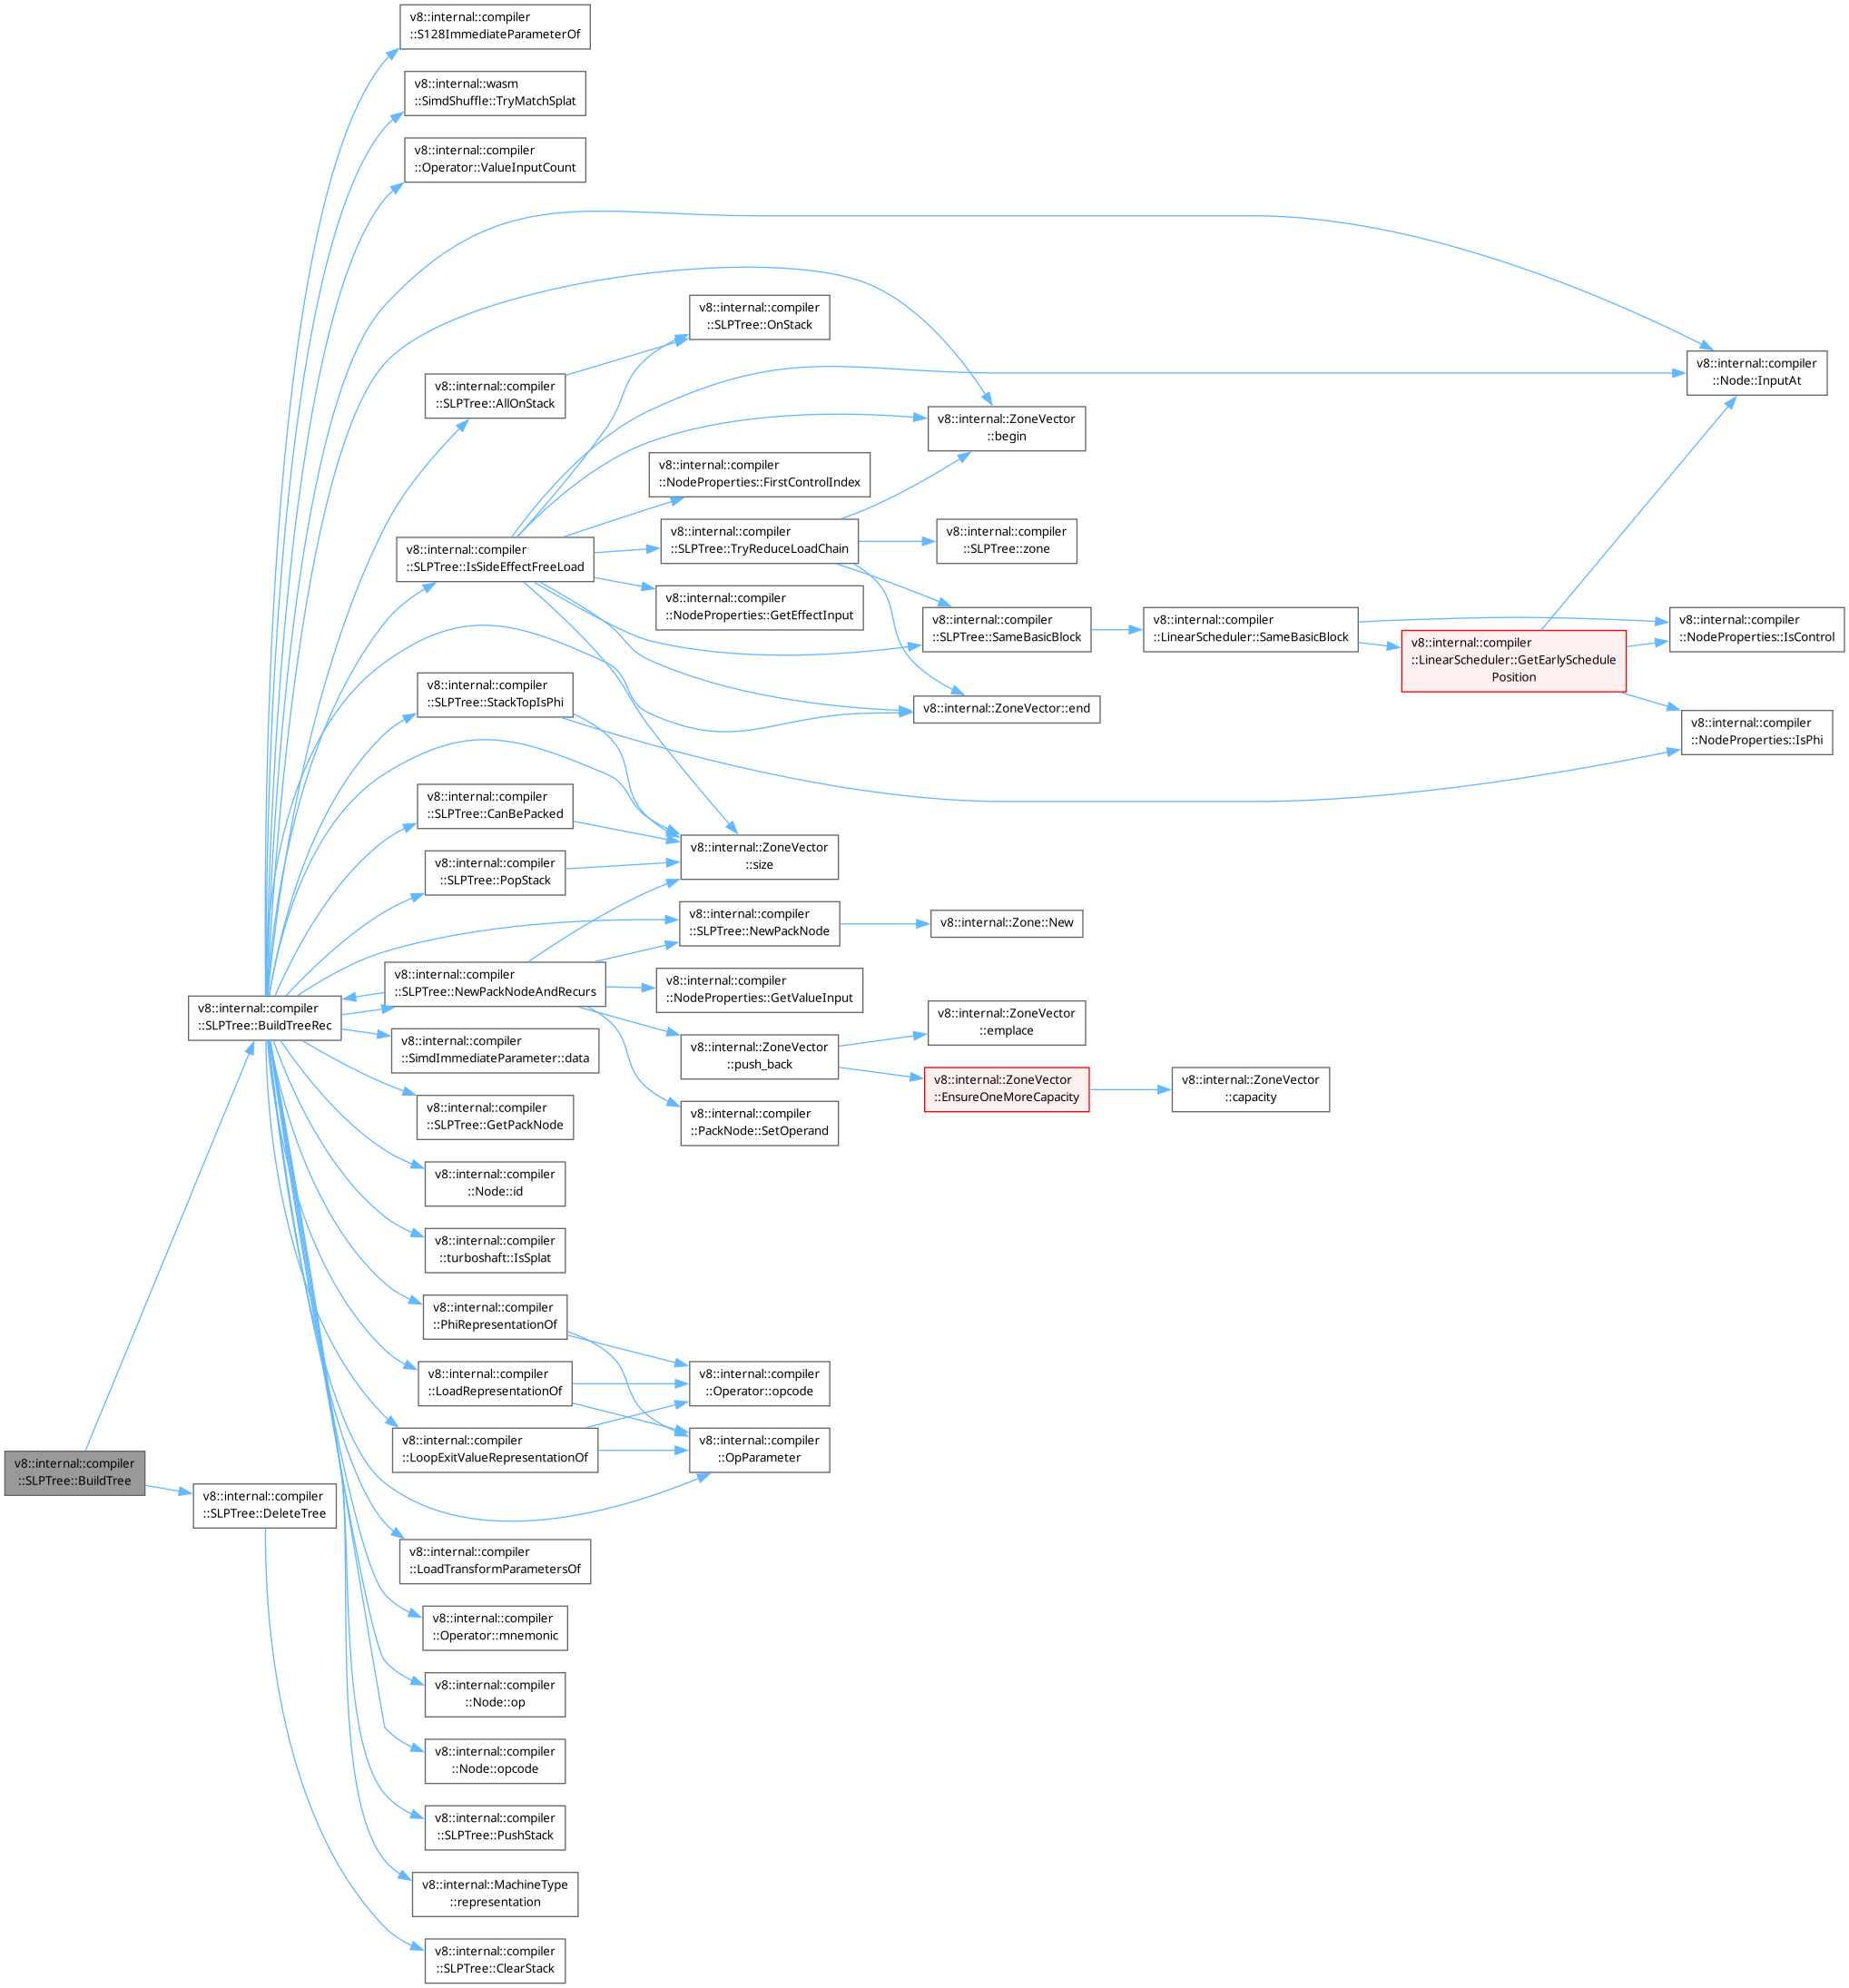 v8::internal::compiler
::S128ImmediateParameterOf
v8::internal::wasm
::SimdShuffle::TryMatchSplat
v8::internal::compiler
::Operator::ValueInputCount
v8::internal::compiler
::SLPTree::OnStack
v8::internal::compiler
::Node::InputAt
v8::internal::compiler
::SLPTree::AllOnStack
v8::internal::ZoneVector
::begin
v8::internal::compiler
::NodeProperties::FirstControlIndex
v8::internal::compiler
::SLPTree::IsSideEffectFreeLoad
v8::internal::compiler
::SLPTree::TryReduceLoadChain
v8::internal::compiler
::SLPTree::zone
v8::internal::compiler
::NodeProperties::GetEffectInput
v8::internal::compiler
::SLPTree::SameBasicBlock
v8::internal::compiler
::LinearScheduler::SameBasicBlock
v8::internal::compiler
::LinearScheduler::GetEarlySchedule
Position
v8::internal::compiler
::NodeProperties::IsControl
v8::internal::compiler
::SLPTree::StackTopIsPhi
v8::internal::ZoneVector::end
v8::internal::compiler
::NodeProperties::IsPhi
v8::internal::compiler
::SLPTree::CanBePacked
v8::internal::ZoneVector
::size
v8::internal::compiler
::SLPTree::PopStack
v8::internal::compiler
::SLPTree::NewPackNode
v8::internal::Zone::New
v8::internal::compiler
::SLPTree::NewPackNodeAndRecurs
v8::internal::compiler
::NodeProperties::GetValueInput
v8::internal::compiler
::SLPTree::BuildTreeRec
v8::internal::ZoneVector
::emplace
v8::internal::compiler
::SimdImmediateParameter::data
v8::internal::ZoneVector
::push_back
v8::internal::ZoneVector
::EnsureOneMoreCapacity
v8::internal::ZoneVector
::capacity
v8::internal::compiler
::SLPTree::GetPackNode
v8::internal::compiler
::PackNode::SetOperand
v8::internal::compiler
::Node::id
v8::internal::compiler
::turboshaft::IsSplat
v8::internal::compiler
::PhiRepresentationOf
v8::internal::compiler
::LoadRepresentationOf
v8::internal::compiler
::Operator::opcode
v8::internal::compiler
::LoopExitValueRepresentationOf
v8::internal::compiler
::OpParameter
v8::internal::compiler
::SLPTree::BuildTree
v8::internal::compiler
::SLPTree::DeleteTree
v8::internal::compiler
::LoadTransformParametersOf
v8::internal::compiler
::Operator::mnemonic
v8::internal::compiler
::Node::op
v8::internal::compiler
::Node::opcode
v8::internal::compiler
::SLPTree::PushStack
v8::internal::MachineType
::representation
v8::internal::compiler
::SLPTree::ClearStack